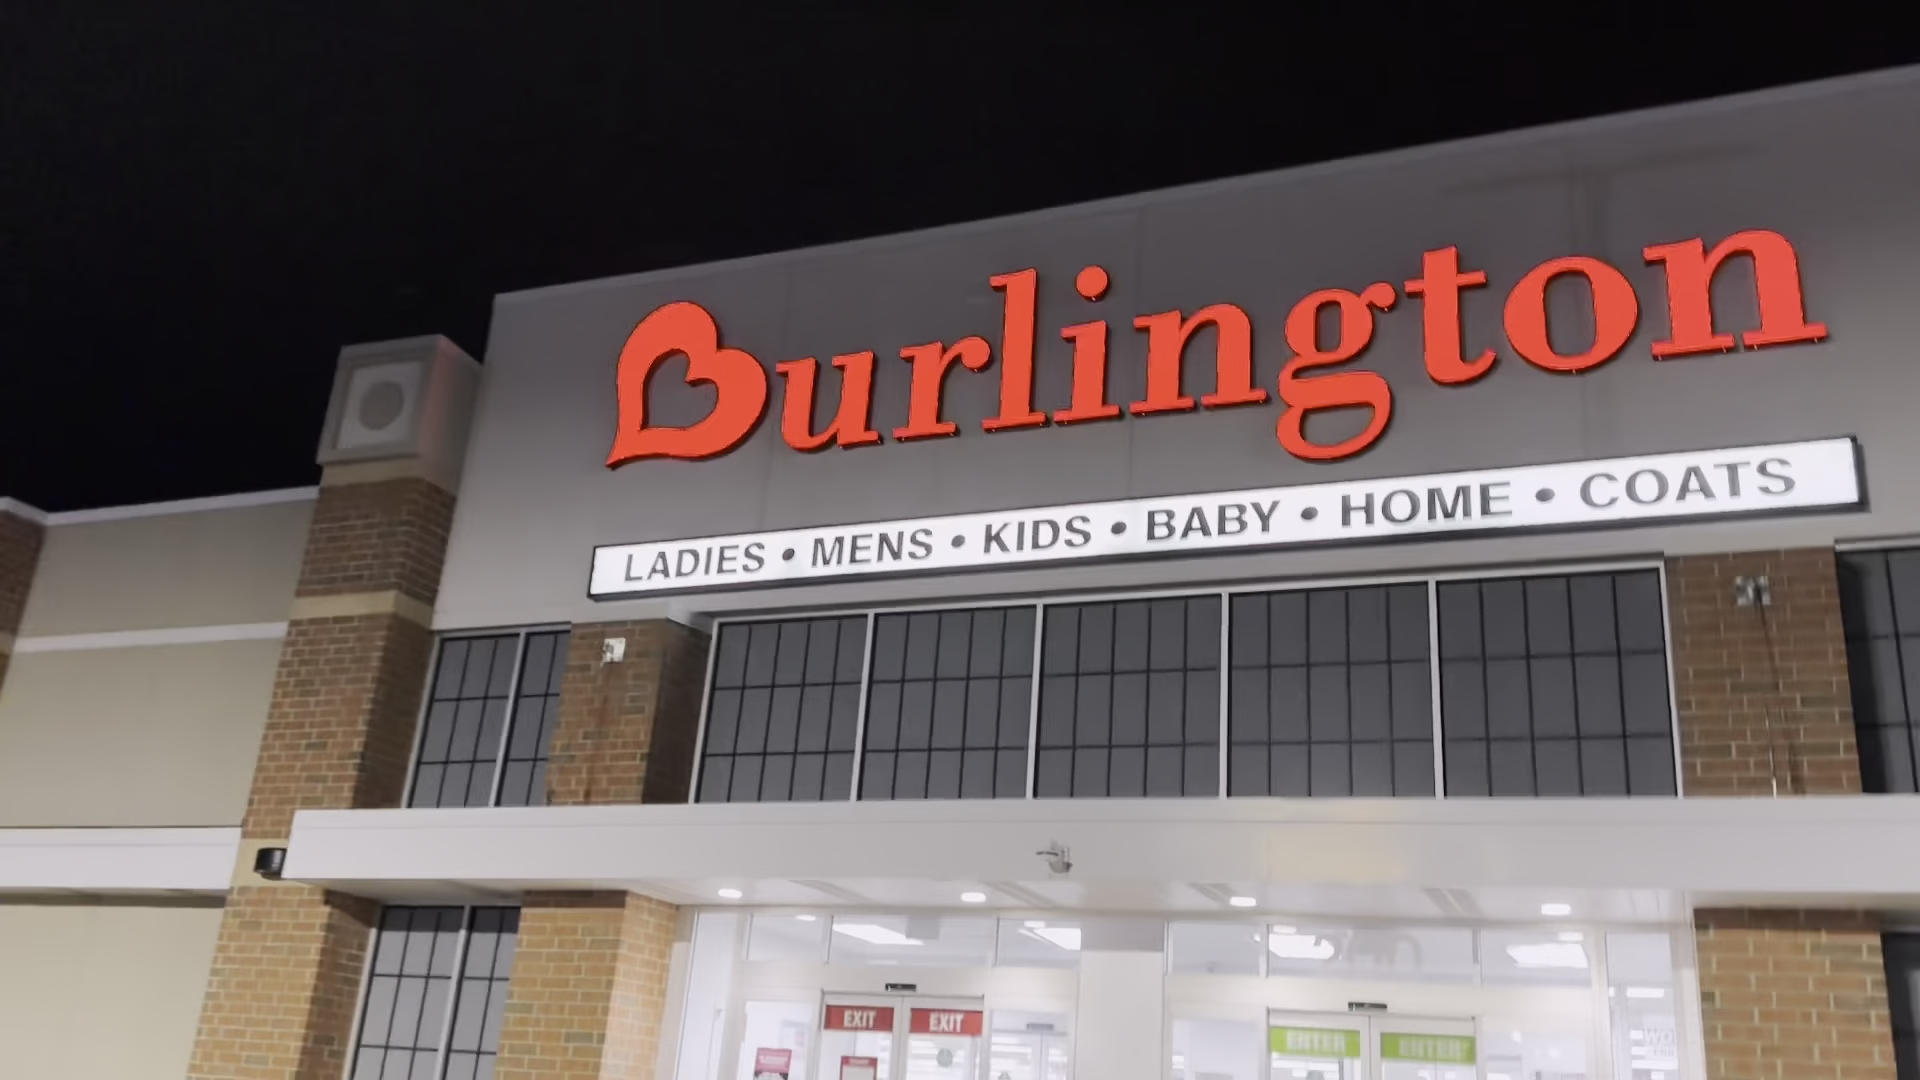 Burlington
LADIES • MENS • KIDS • BABY • HOME • COATS
EXIT EXIT
ENTER ENTER